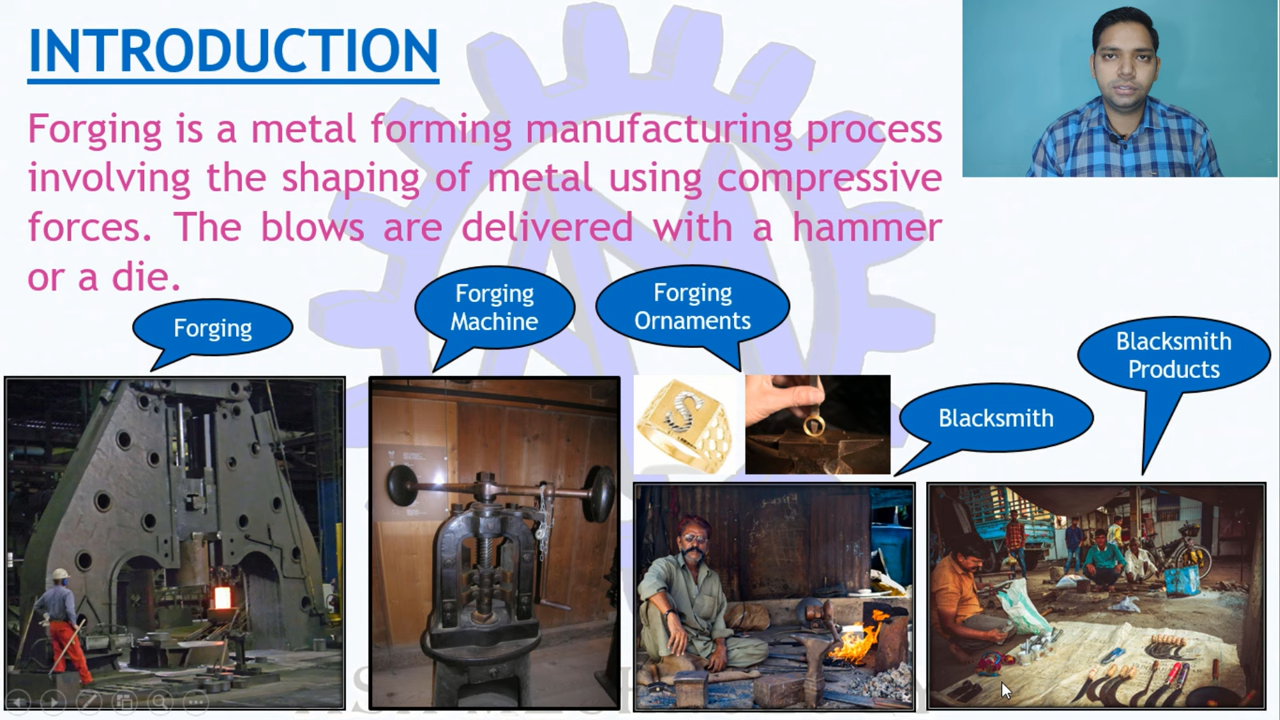 INTRODUCTION
Forging is a metal forming manufacturing process
involving the shaping of metal using compressive
forces. The blows are delivered with a hammer
or a die.
Forging
Forging
Machine
Forging
Ornaments
Blacksmith
Blacksmith
Products
S